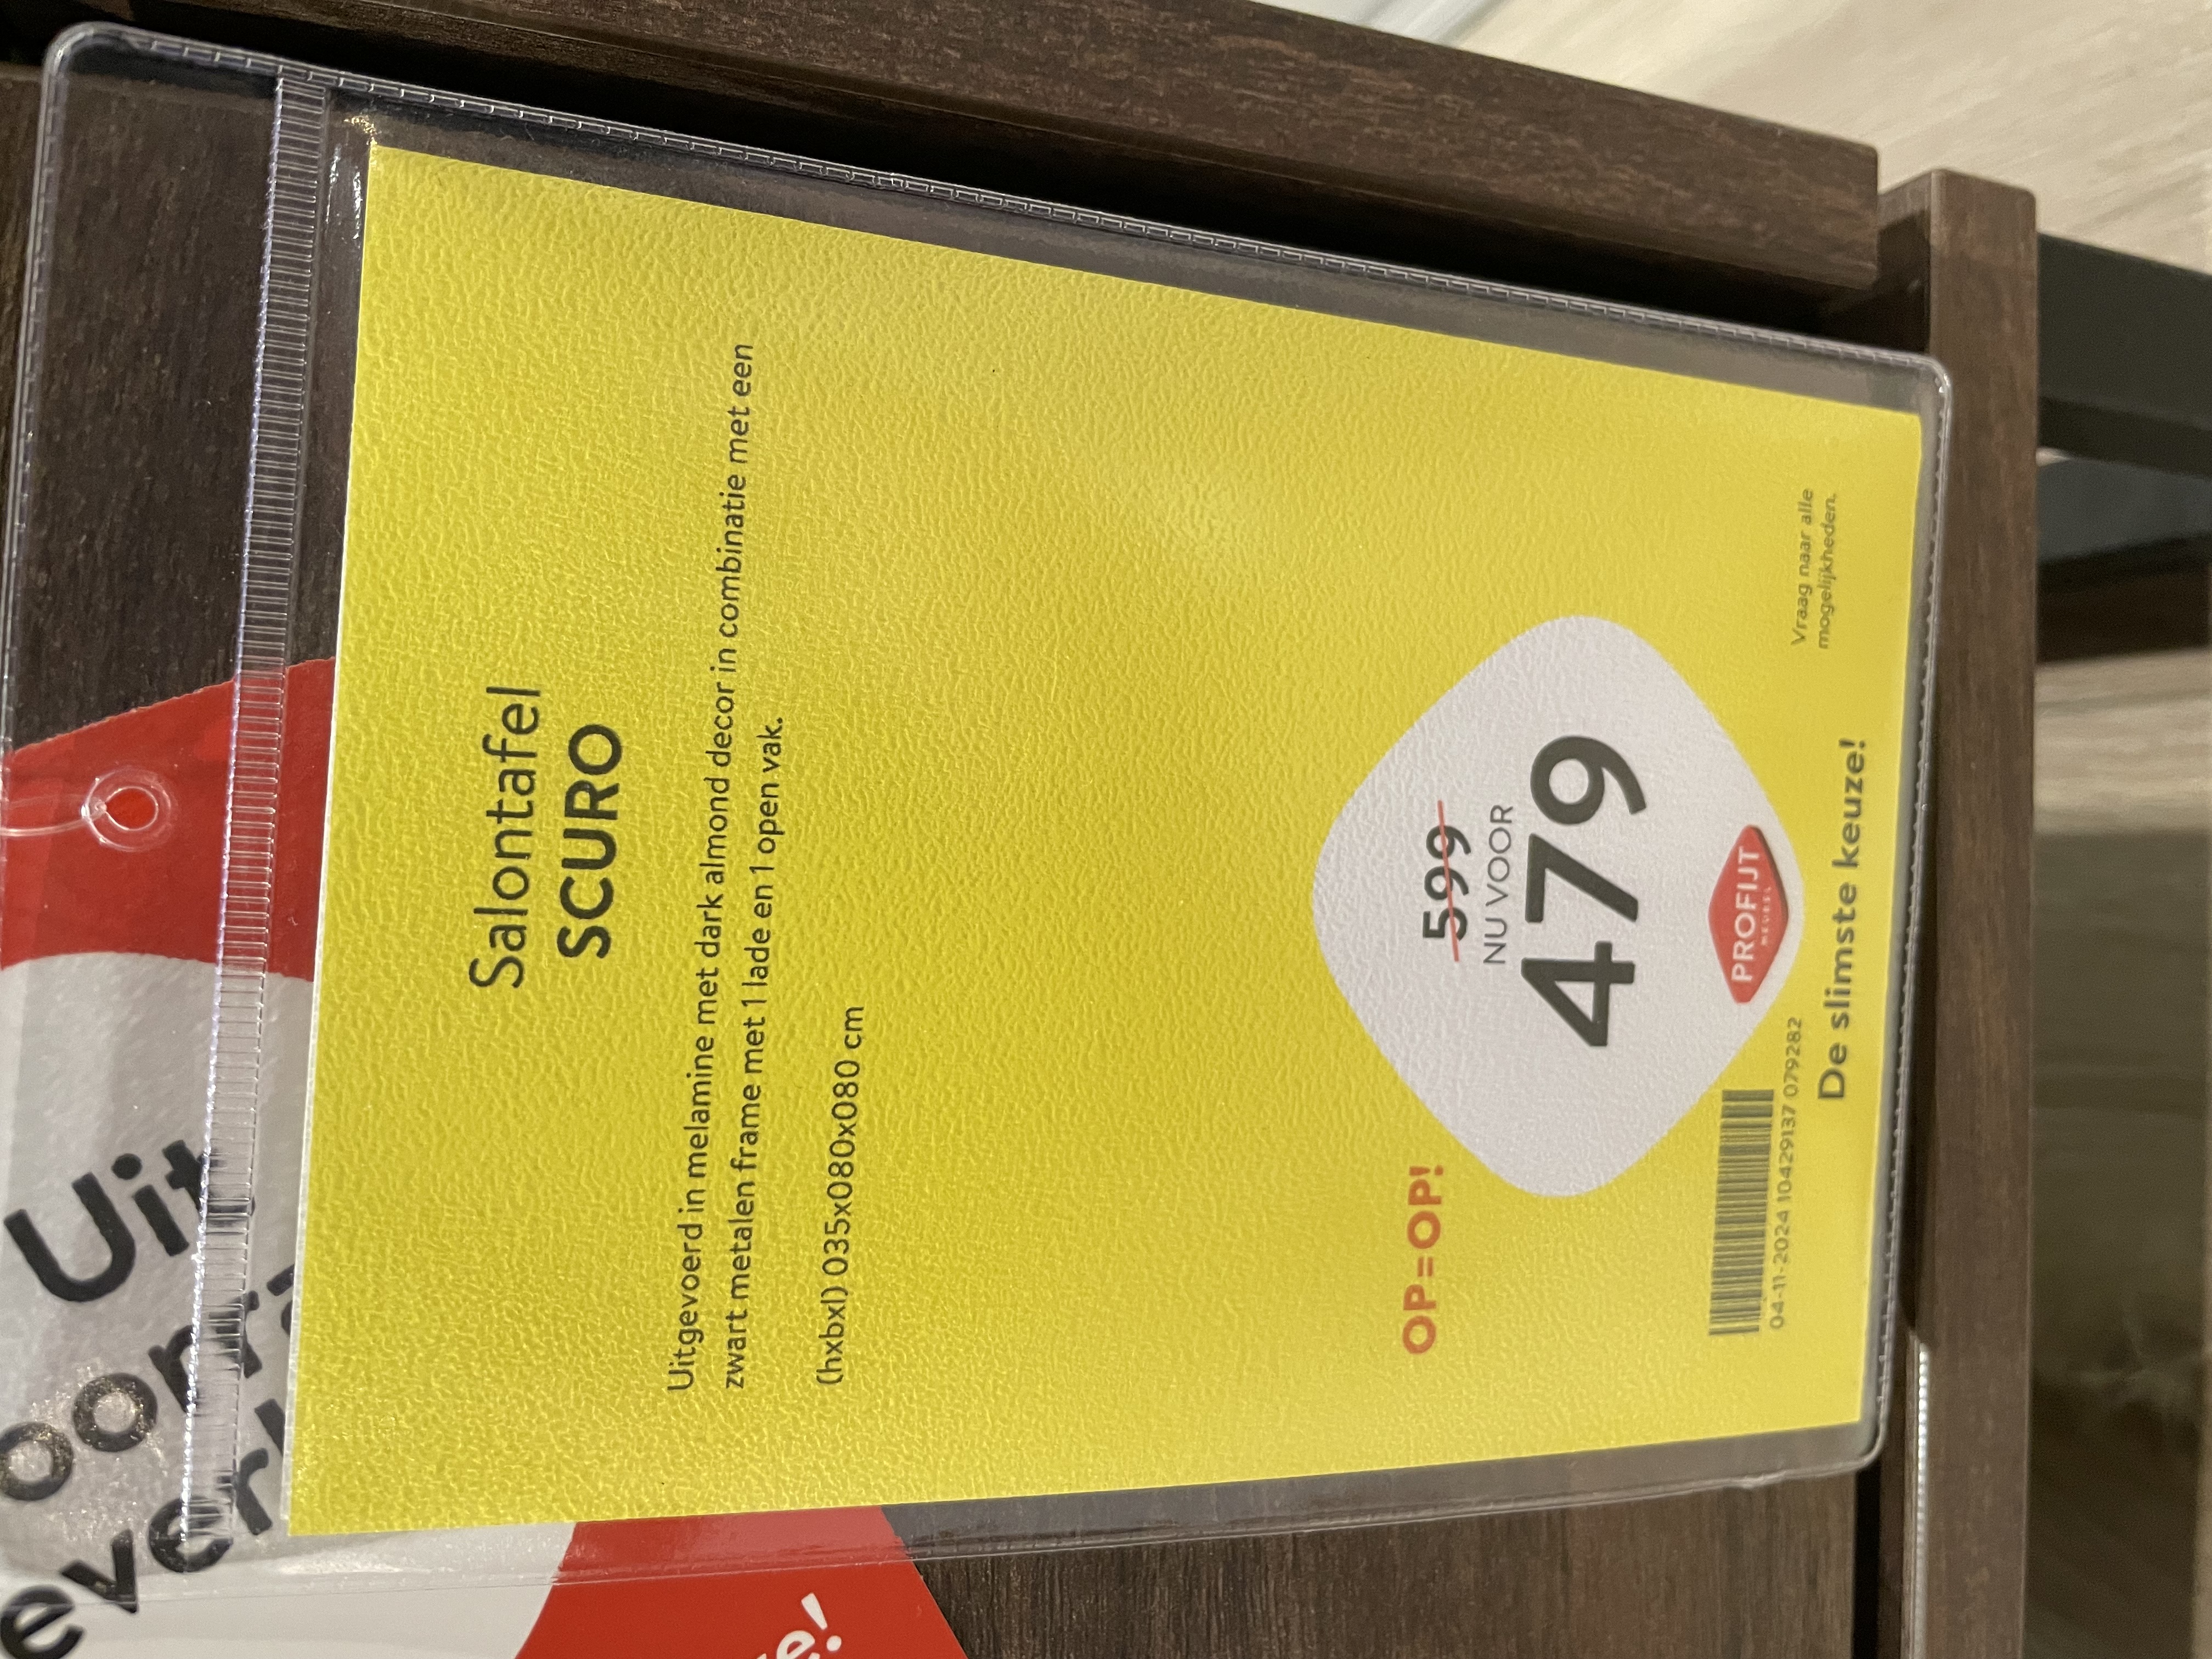 Salontafel
SCURO
Uitgevoerd in melamine met dark almond decor in combinatie met een
zwart metalen frame met 1 lade en 1 open vak.
(hxbxl) 035x080x080 cm
OP=OP!
599
NU VOOR
479
PROFIJT
MEUBEL
04-11-2024 10429137 079282
De slimste keuze!
Vraag naar alle
mogelijkheden.
Uit